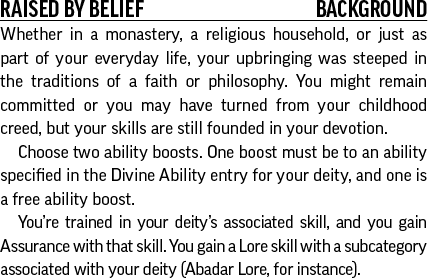 RAISED BY BELIEF BACKGROUND
Whether in a monastery, a religious household, or just as
part of your everyday life, your upbringing was steeped in
the traditions of a faith or philosophy. You might remain
committed or you may have turned from your childhood
creed, but your skills are still founded in your devotion.
Choose two ability boosts. One boost must be to an ability
specified in the Divine Ability entry for your deity, and one is
a free ability boost.
You’re trained in your deity’s associated skill, and you gain
Assurance with that skill. You gain a Lore skill with a subcategory
associated with your deity (Abadar Lore, for instance).